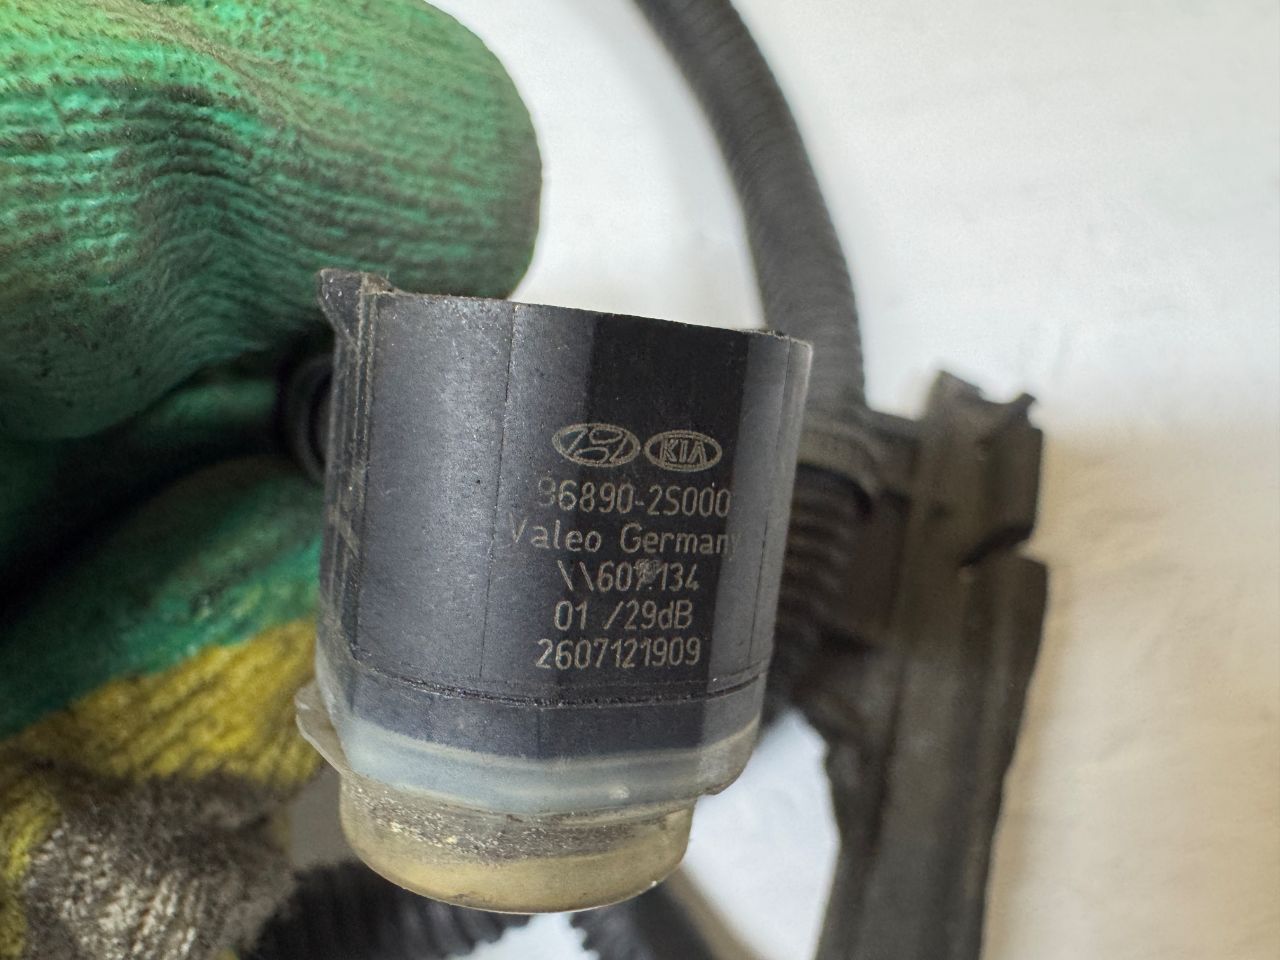 KIA
96890-2S000
Valeo Germany
01 /29dB
2607121909